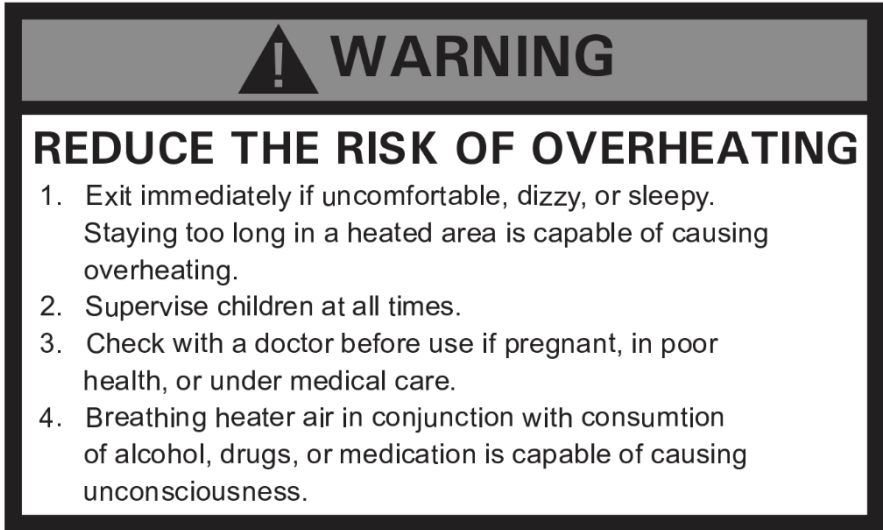 WARNING
REDUCE THE RISK OF OVERHEATING
1. Exit immediately if uncomfortable, dizzy, or sleepy.
Staying too long in a heated area is capable of causing
overheating.
2. Supervise children at all times.
3. Check with a doctor before use if pregnant, in poor
health, or under medical care.
4. Breathing heater air in conjunction with consumtion
of alcohol, drugs, or medication is capable of causing
unconsciousness.